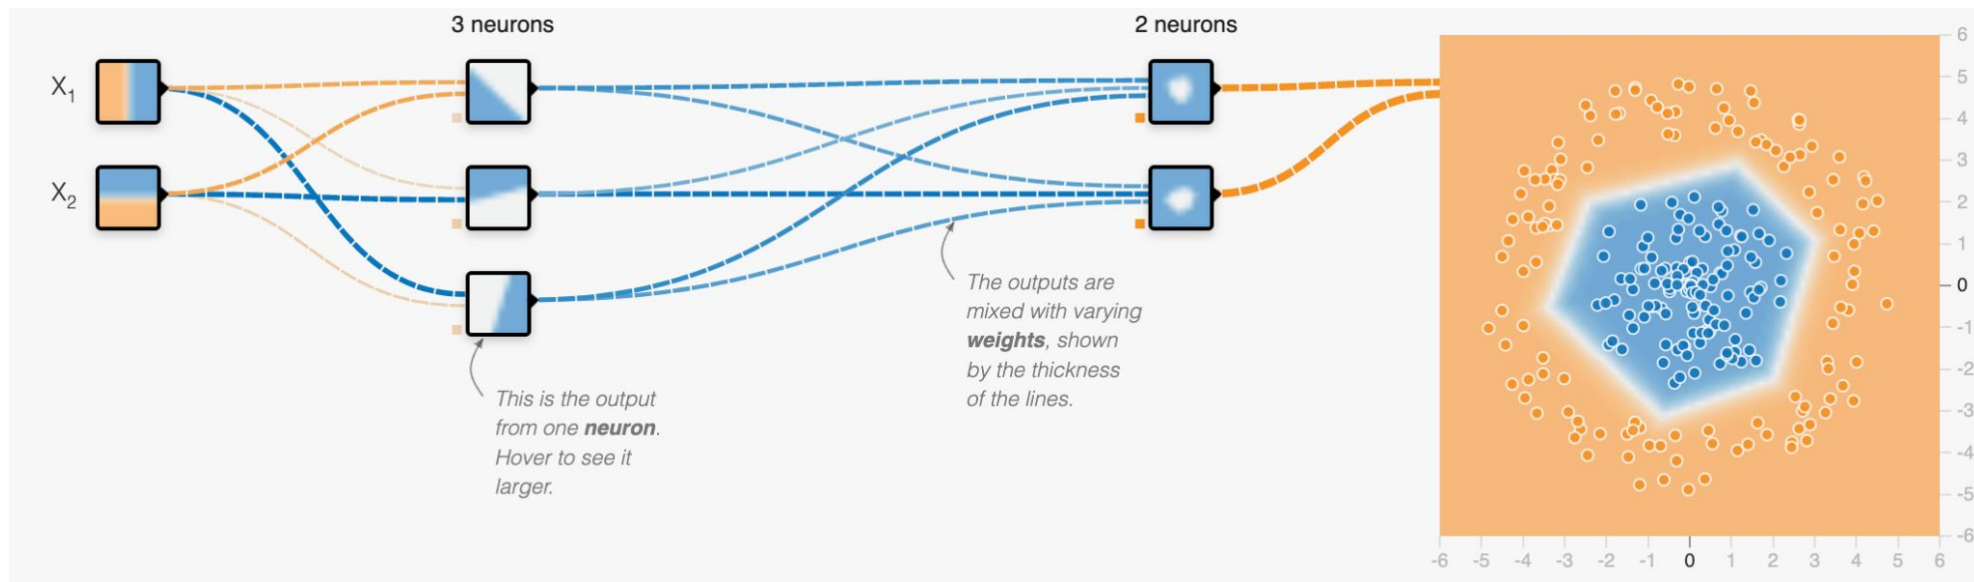 3 neurons
2 neurons
X1
X2
This is the output
from one neuron.
Hover to see it
larger.
The outputs are
mixed with varying
weights, shown
by the thickness
of the lines.
6
5
4
3
2
1
0
-1
-2
-3
-4
-5
-6
-6 -5 -4 -3 -2 -1 0 1 2 3 4 5 6